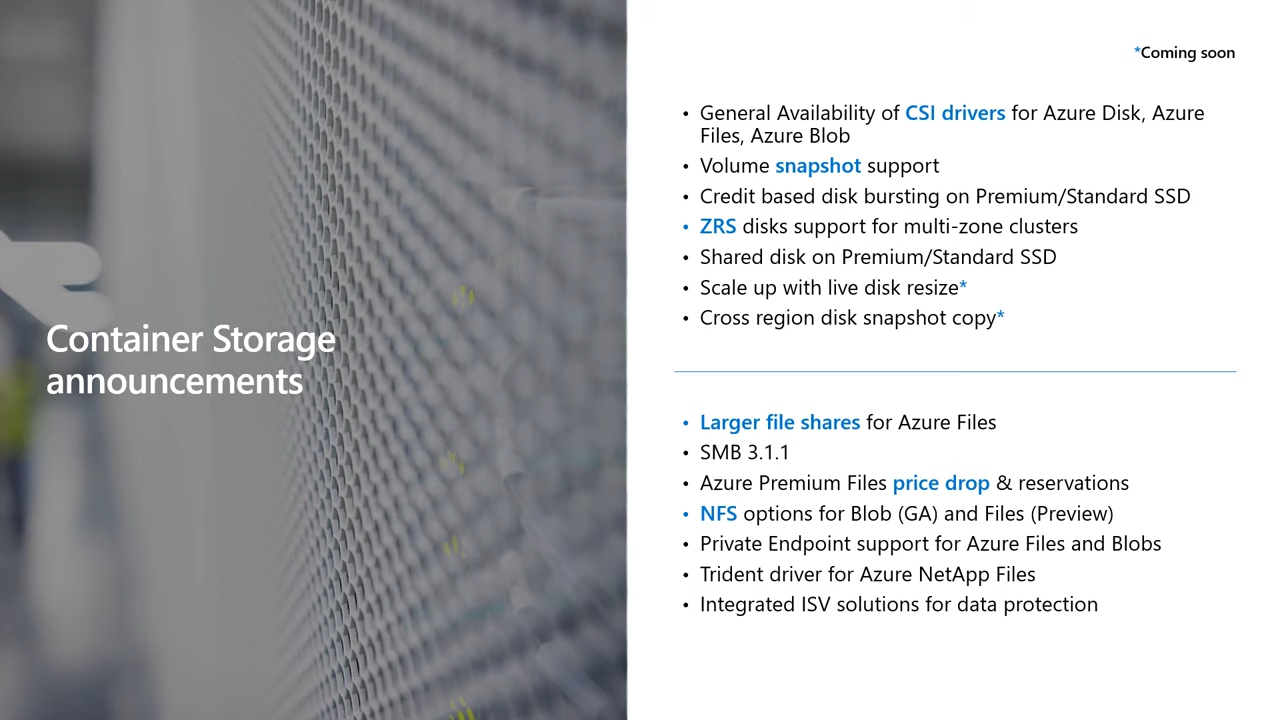 *Coming soon
Container Storage
announcements
• General Availability of CSI drivers for Azure Disk, Azure
Files, Azure Blob
• Volume snapshot support
• Credit based disk bursting on Premium/Standard SSD
• ZRS disks support for multi-zone clusters
• Shared disk on Premium/Standard SSD
• Scale up with live disk resize*
• Cross region disk snapshot copy*
• Larger file shares for Azure Files
• SMB 3.1.1
• Azure Premium Files price drop & reservations
• NFS options for Blob (GA) and Files (Preview)
• Private Endpoint support for Azure Files and Blobs
• Trident driver for Azure NetApp Files
• Integrated ISV solutions for data protection